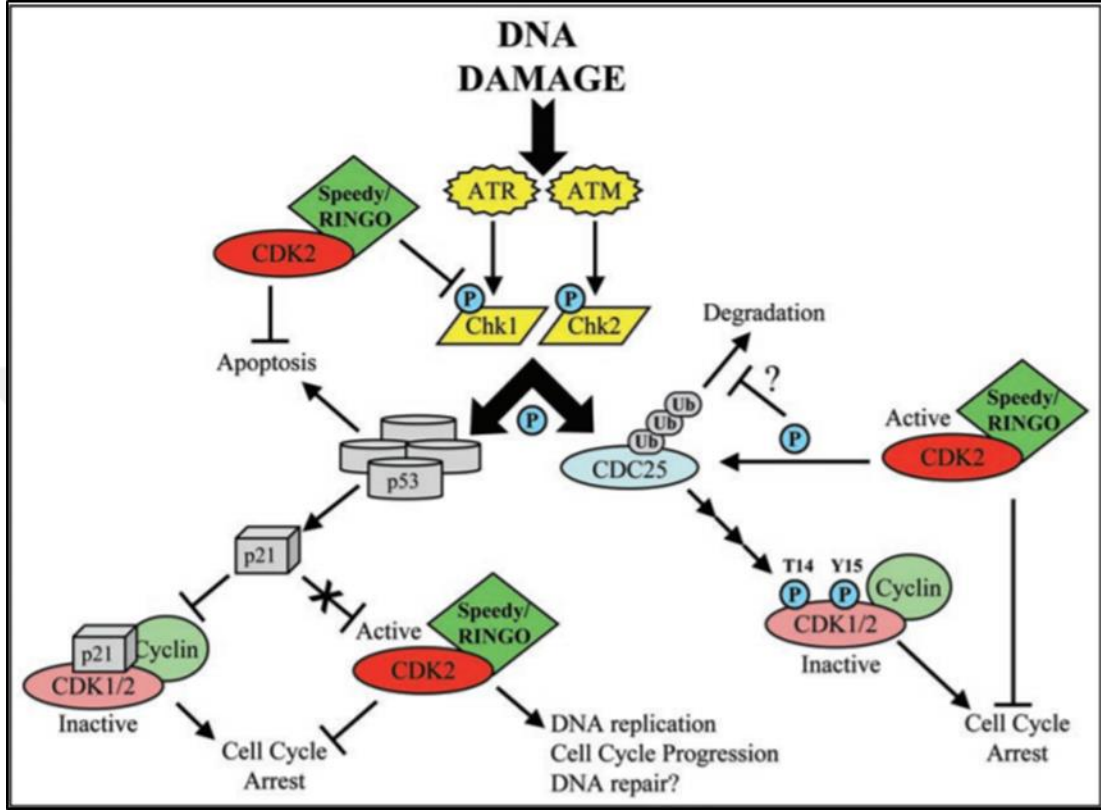 DNA
DAMAGE
ATR
ATM
Speedy/
RINGO
CDK2
P
Chk1
P
Chk2
Apoptosis
Degradation
?
P
Ub
Ub
Ub
CDC25
P
Active
Speedy/
RINGO
CDK2
p53
p21
T14
Y15
P
P
Cyclin
CDK1/2
Inactive
p21
Cyclin
CDK1/2
Inactive
Active
Speedy/
RINGO
CDK2
Cell Cycle
Arrest
DNA replication
Cell Cycle Progression
DNA repair?
Cell Cycle
Arrest